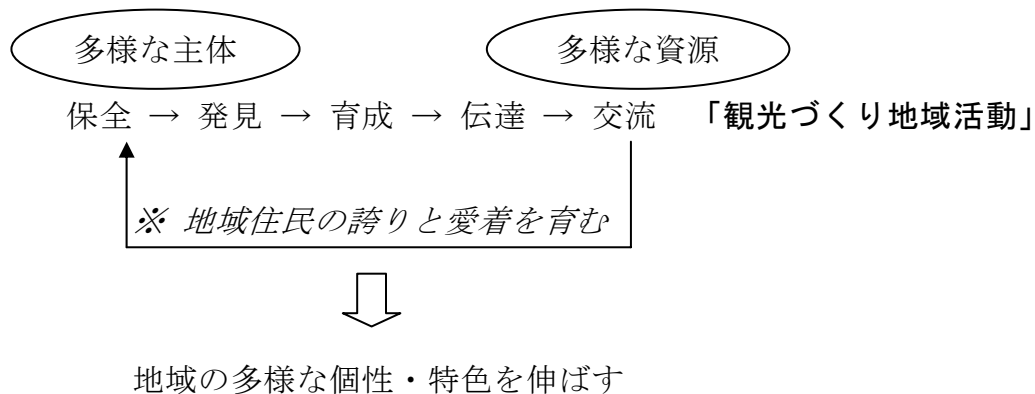 多様な主体 多様な資源
保全 → 発見 → 育成 → 伝達 → 交流 「観光づくり地域活動」
※ 地域住民の誇りと愛着を育む
地域の多様な個性・特色を伸ばす